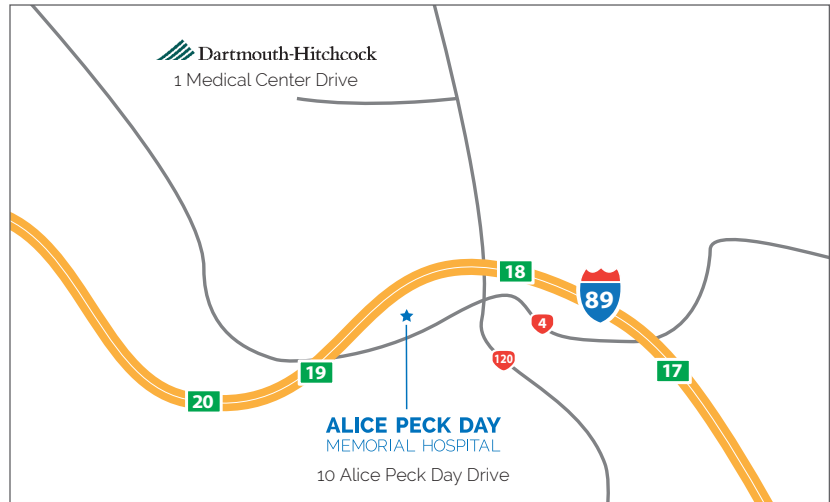 Dartmouth-Hitchcock
1 Medical Center Drive
18
89
4
120
19
17
20
ALICE PECK DAY
MEMORIAL HOSPITAL
10 Alice Peck Day Drive